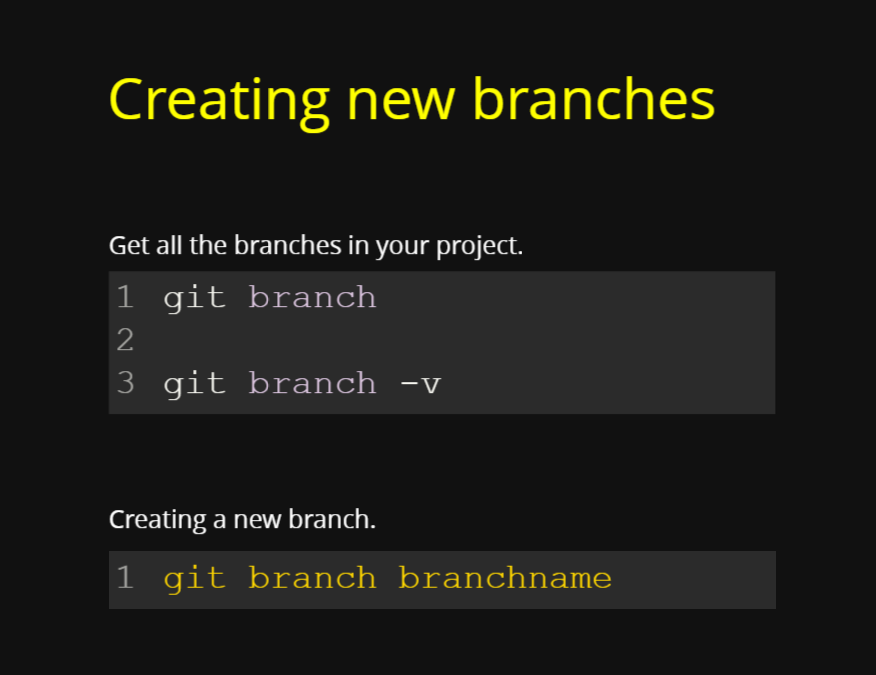 Creating new branches
Get all the branches in your project.
1 git branch
2
3 git branch -v
Creating a new branch.
1 git branch branchname